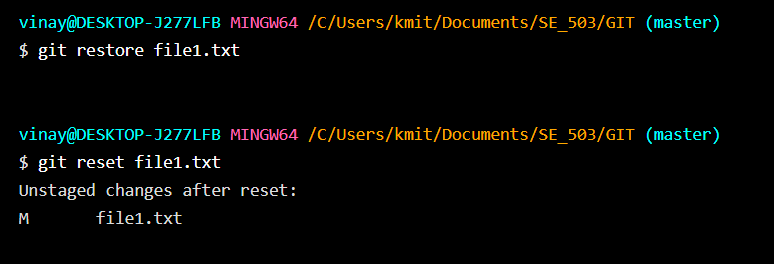 vinay@DESKTOP-J277LFB MINGW64 /C/Users/kmit/Documents/SE_503/GIT (master)
$ git restore file1.txt
vinay@DESKTOP-J277LFB MINGW64 /C/Users/kmit/Documents/SE_503/GIT (master)
$ git reset file1.txt
Unstaged changes after reset:
M       file1.txt